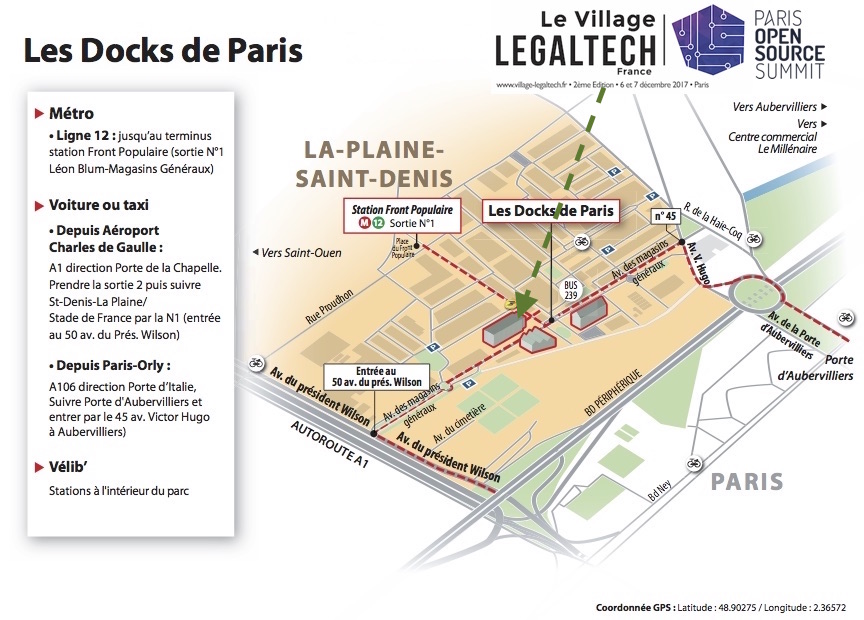 Les Docks de Paris
Le Village
LEGALTECH
France
PARIS
OPEN
SOURCE
SUMMIT
www.village-legaltech.fr • 2ème Edition • 6 et 7 décembre 2017 • Paris
Métro
• Ligne 12 : jusqu'au terminus
station Front Populaire (sortie N°1
Léon Blum-Magasins Généraux)
Voiture ou taxi
• Depuis Aéroport
Charles de Gaulle :
A1 direction Porte de la Chapelle.
Prendre la sortie 2 puis suivre
St-Denis-La Plaine/
Stade de France par la N1 (entrée
au 50 av. du Prés. Wilson)
• Depuis Paris-Orly :
A106 direction Porte d'Italie,
Suivre Porte d'Aubervilliers et
entrer par le 45 av. Victor Hugo
à Aubervilliers)
Vélib'
Stations à l'intérieur du parc
Vers Aubervilliers
Vers
Centre commercial
Le Millénaire
LA-PLAINE-
SAINT-DENIS
Station Front Populaire
M 12 Sortie N°1
Les Docks de Paris
n° 45
R. de la Haie-Coq
Place
du Front
Populaire
Vers Saint-Ouen
P
P
P
P
P
Av. des magasins
généraux
Av. V. Hugo
BUS
239
Rue Proudhon
Av. de la Porte
d'Aubervilliers
Porte
d'Aubervilliers
Entrée au
50 av. du prés. Wilson
Av. du président Wilson
Av. des magasins
généraux
Av. du cimetière
BD PÉRIPHÉRIQUE
AUTOROUTE A1
Av. du président Wilson
Bd Ney
PARIS
Coordonnée GPS : Latitude : 48.90275 / Longitude : 2.36572